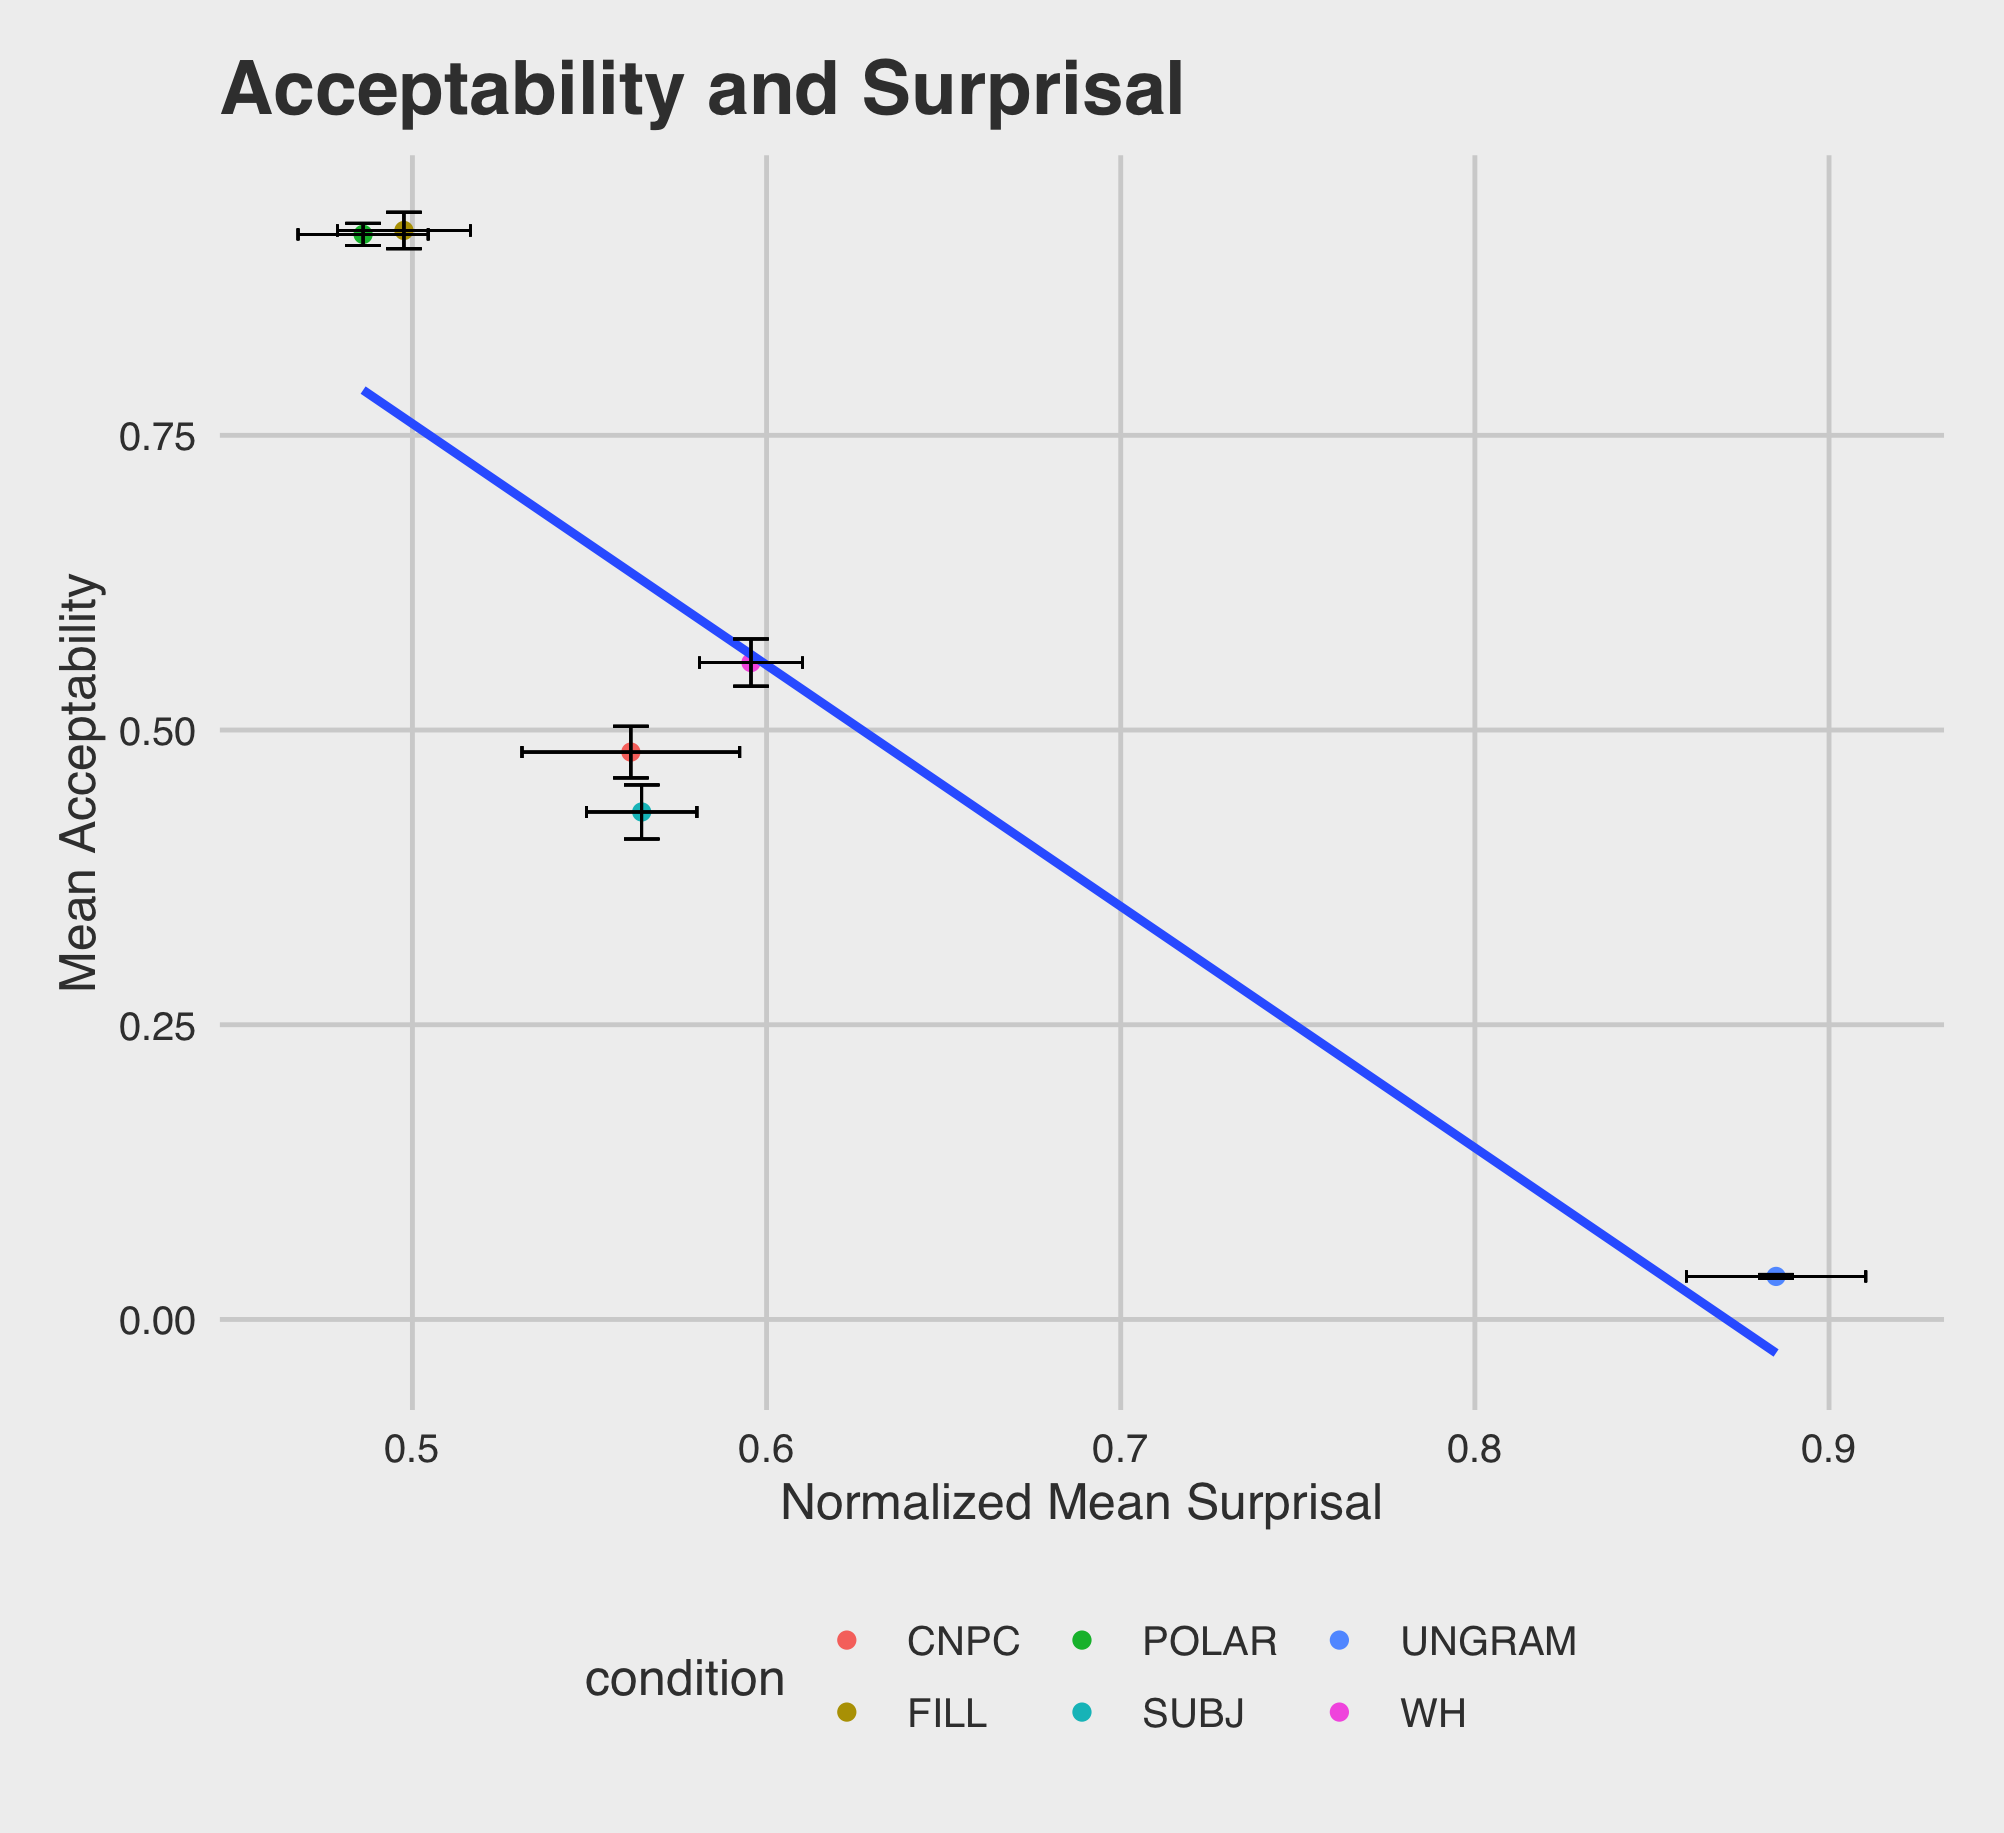 Acceptability and Surprisal
Mean Acceptability
0.75
0.50
0.25
0.00
0.5 0.6 0.7 0.8 0.9
Normalized Mean Surprisal
condition
CNPC POLAR UNGRAM
FILL SUBJ WH